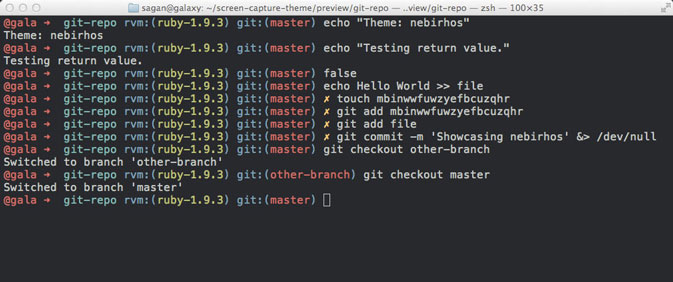 sagan@galaxy: ~/screen-capture-theme/preview/git-repo — ..view/git-repo — zsh — 100×35
@gala ➜ git-repo rvm:(ruby-1.9.3) git:(master) echo "Theme: nebirhos"
Theme: nebirhos
@gala ➜ git-repo rvm:(ruby-1.9.3) git:(master) echo "Testing return value."
Testing return value.
@gala ➜ git-repo rvm:(ruby-1.9.3) git:(master) false
@gala ➜ git-repo rvm:(ruby-1.9.3) git:(master) echo Hello World >> file
@gala ➜ git-repo rvm:(ruby-1.9.3) git:(master) ✗ touch mbinwwfuwzyefbcuzqhr
@gala ➜ git-repo rvm:(ruby-1.9.3) git:(master) ✗ git add mbinwwfuwzyefbcuzqhr
@gala ➜ git-repo rvm:(ruby-1.9.3) git:(master) ✗ git add file
@gala ➜ git-repo rvm:(ruby-1.9.3) git:(master) ✗ git commit -m 'Showcasing nebirhos' &> /dev/null
@gala ➜ git-repo rvm:(ruby-1.9.3) git:(master) git checkout other-branch
Switched to branch 'other-branch'
@gala ➜ git-repo rvm:(ruby-1.9.3) git:(other-branch) git checkout master
Switched to branch 'master'
@gala ➜ git-repo rvm:(ruby-1.9.3) git:(master)